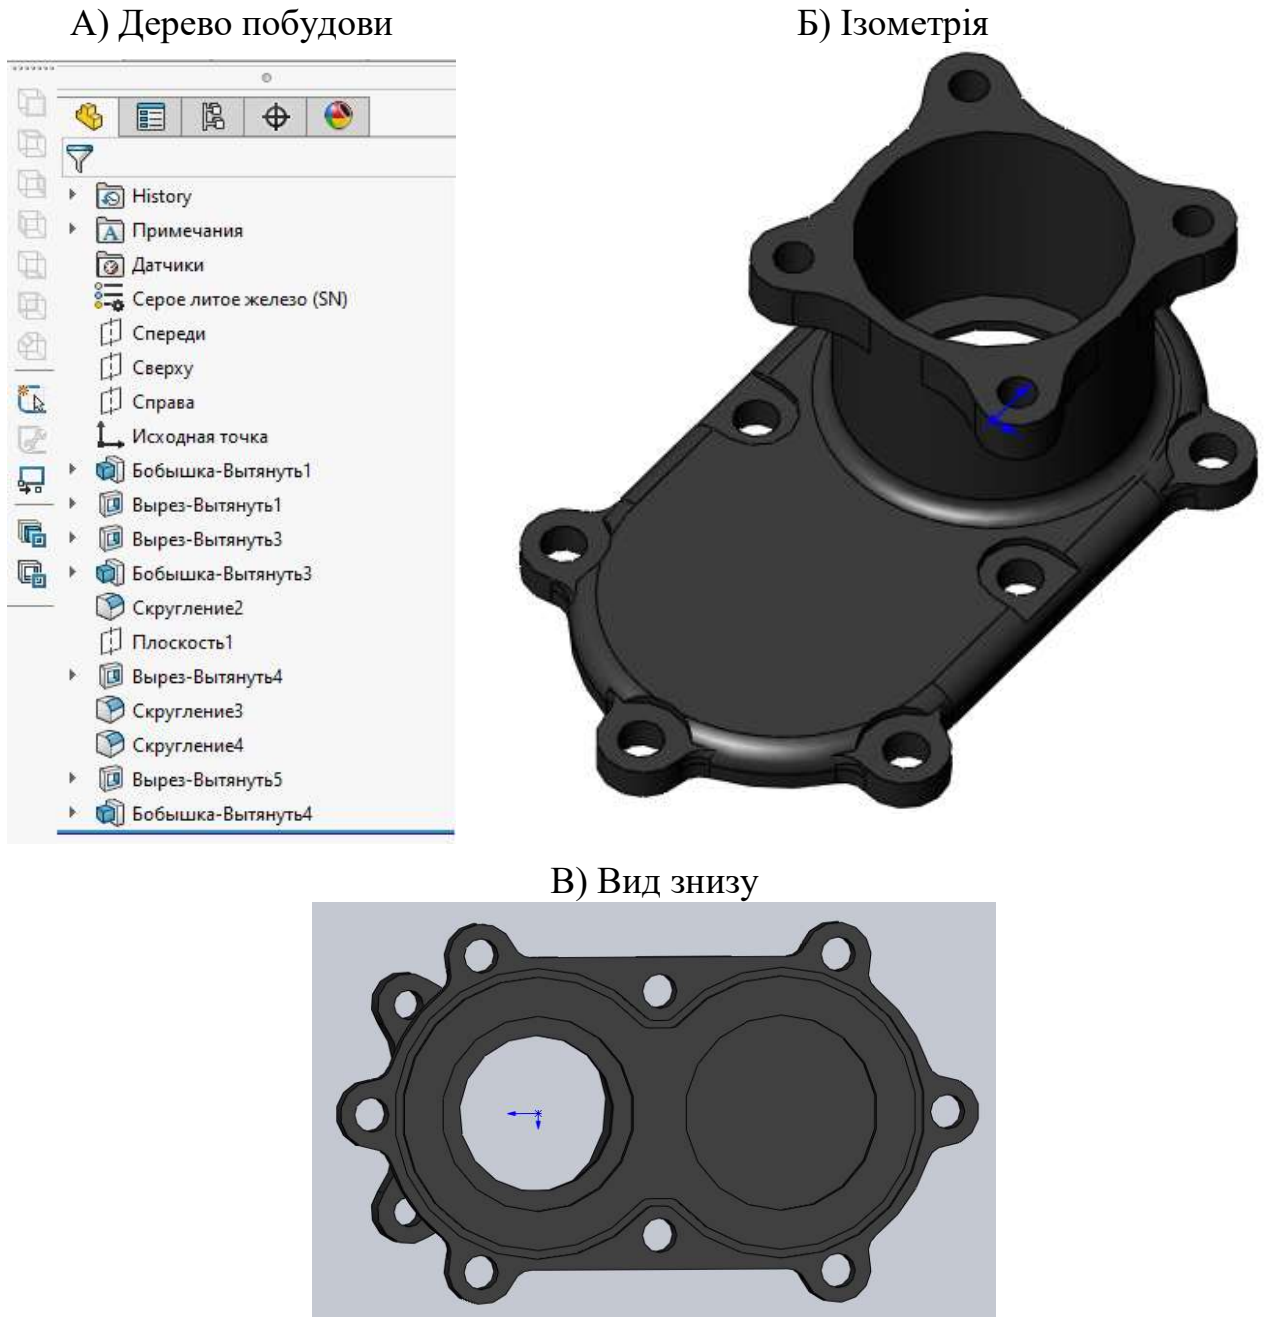 А) Дерево побудови
Б) Ізометрія
History
Примечания
Датчики
Серое литое железо (SN)
Спереди
Сверху
Справа
Исходная точка
Бобышка-Вытянуть1
Вырез-Вытянуть1
Вырез-Вытянуть3
Бобышка-Вытянуть3
Скругление2
Плоскость1
Вырез-Вытянуть4
Скругление3
Скругление4
Вырез-Вытянуть5
Бобышка-Вытянуть4
В) Вид знизу